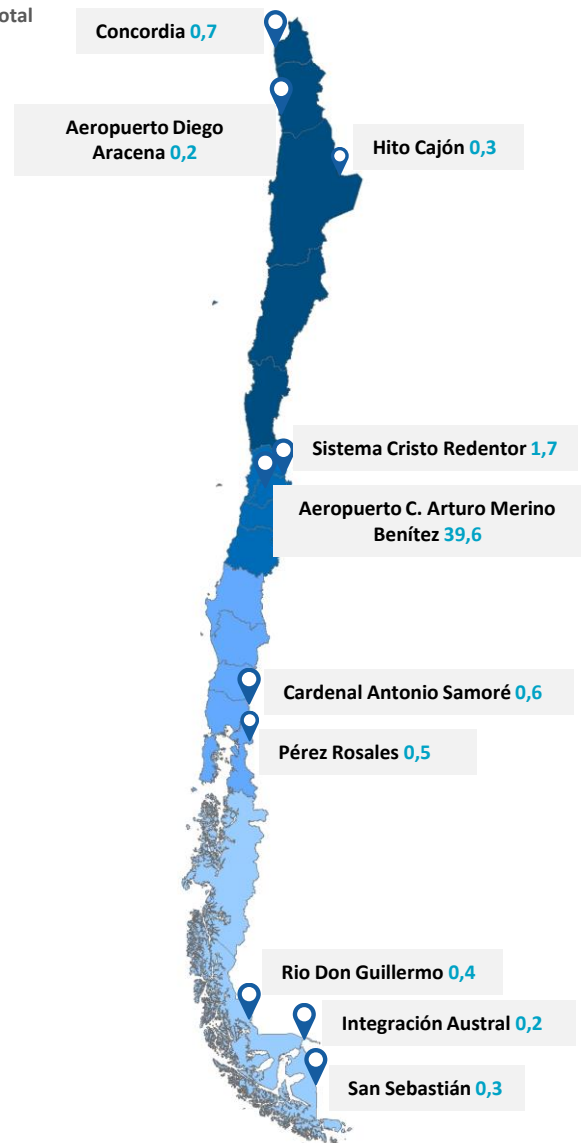 otal
Concordia 0,7
Aeropuerto Diego
Aracena 0,2
Hito Cajón 0,3
Sistema Cristo Redentor 1,7
Aeropuerto C. Arturo Merino
Benítez 39,6
Cardenal Antonio Samoré 0,6
Pérez Rosales 0,5
Rio Don Guillermo 0,4
Integración Austral 0,2
San Sebastián 0,3